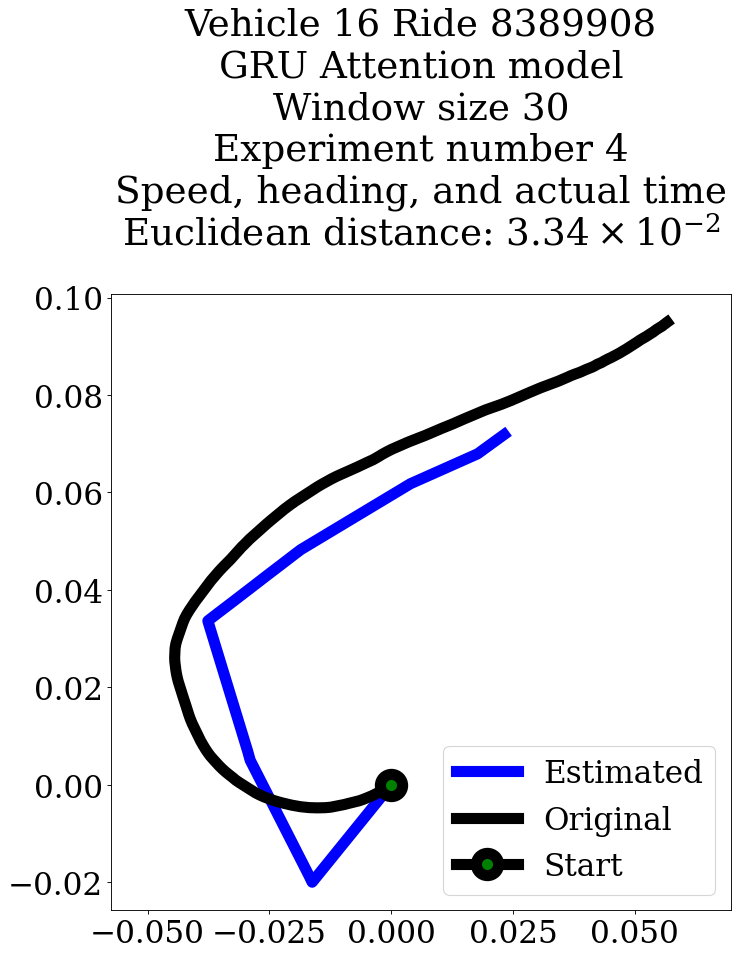 Vehicle 16 Ride 8389908
GRU Attention model
Window size 30
Experiment number 4
Speed, heading, and actual time
Euclidean distance: 3.34 × 10⁻²
0.10
0.08
0.06
0.04
0.02
0.00
−0.02
−0.050 −0.025 0.000 0.025 0.050
Estimated
Original
Start